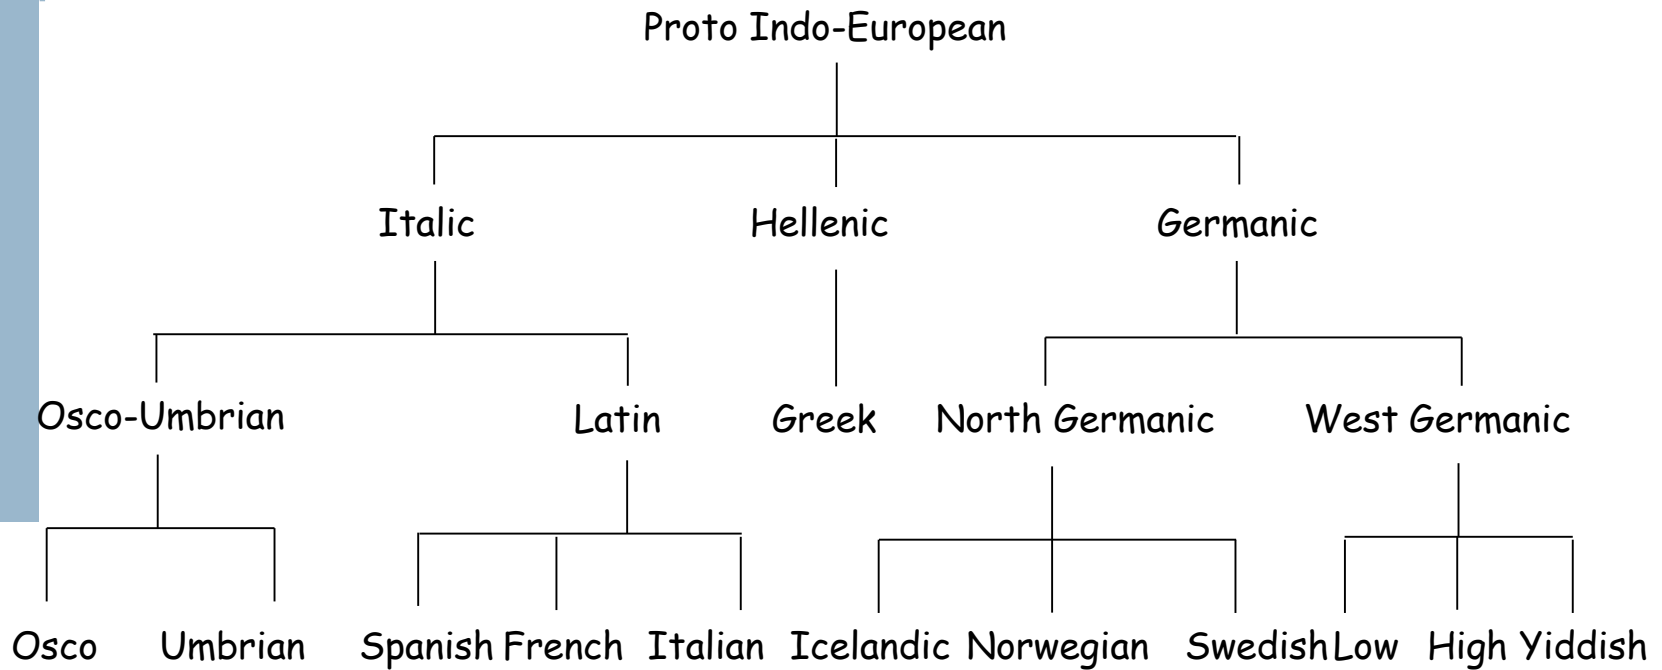 Proto Indo-European
Italic Hellenic Germanic
Osco-Umbrian Latin Greek North Germanic West Germanic
Osco Umbrian Spanish French Italian Icelandic Norwegian Swedish Low High Yiddish